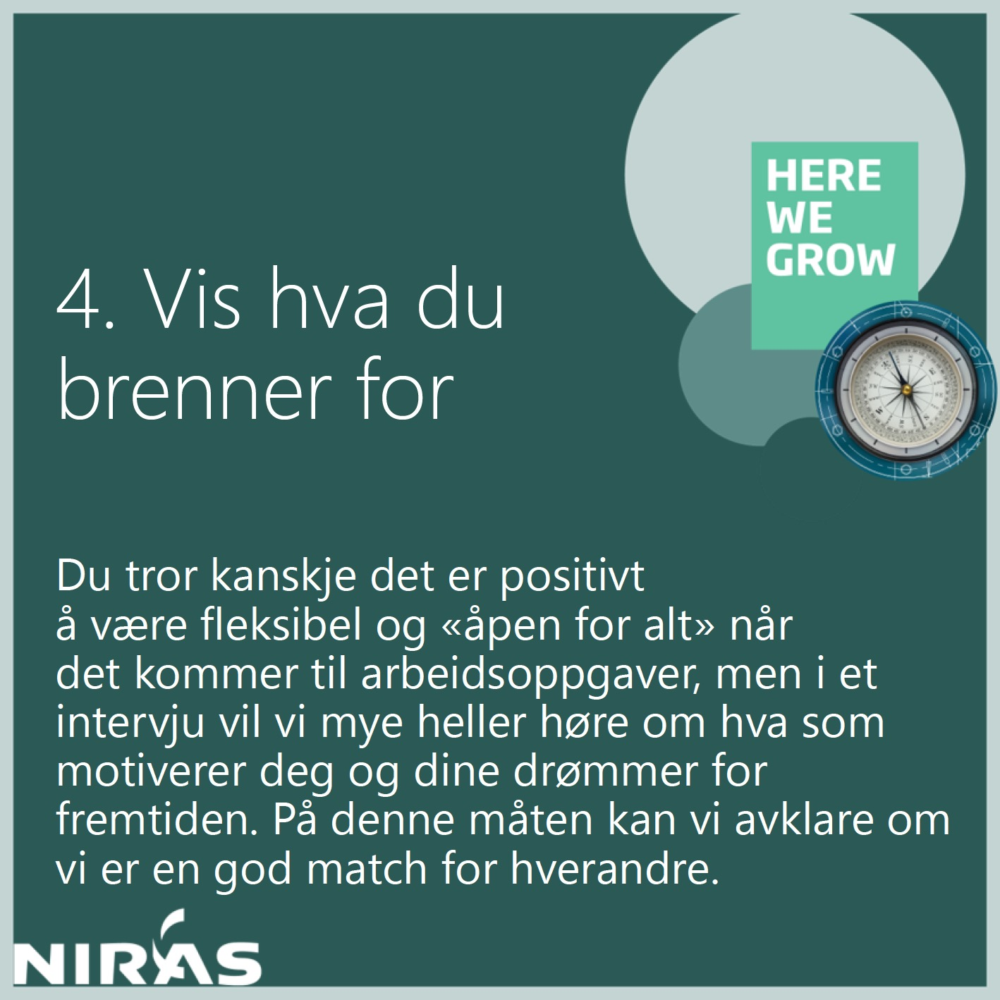 HERE
WE
GROW
4. Vis hva du
brenner for
Du tror kanskje det er positivt
å være fleksibel og «åpen for alt» når
det kommer til arbeidsoppgaver, men i et
intervju vil vi mye heller høre om hva som
motiverer deg og dine drømmer for
fremtiden. På denne måten kan vi avklare om
vi er en god match for hverandre.
NIRAS